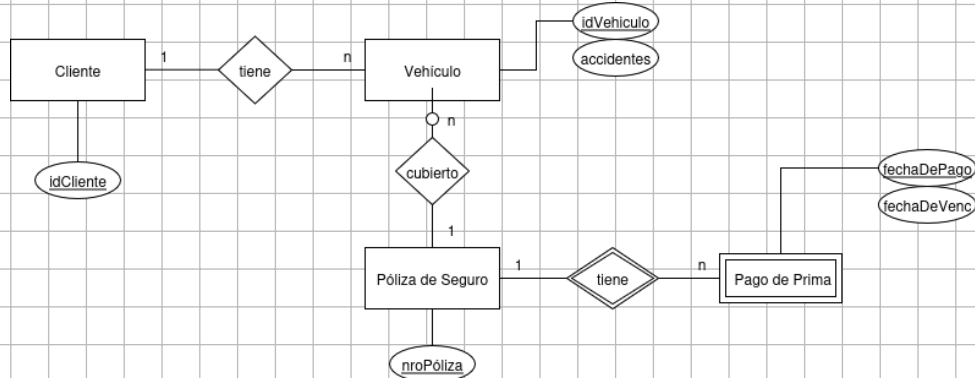 idVehiculo
Cliente
1
tiene
n
Vehículo
accidentes
n
cubierto
idCliente
1
fechaDePago
fechaDeVenc
Póliza de Seguro
1
tiene
n
Pago de Prima
nroPóliza